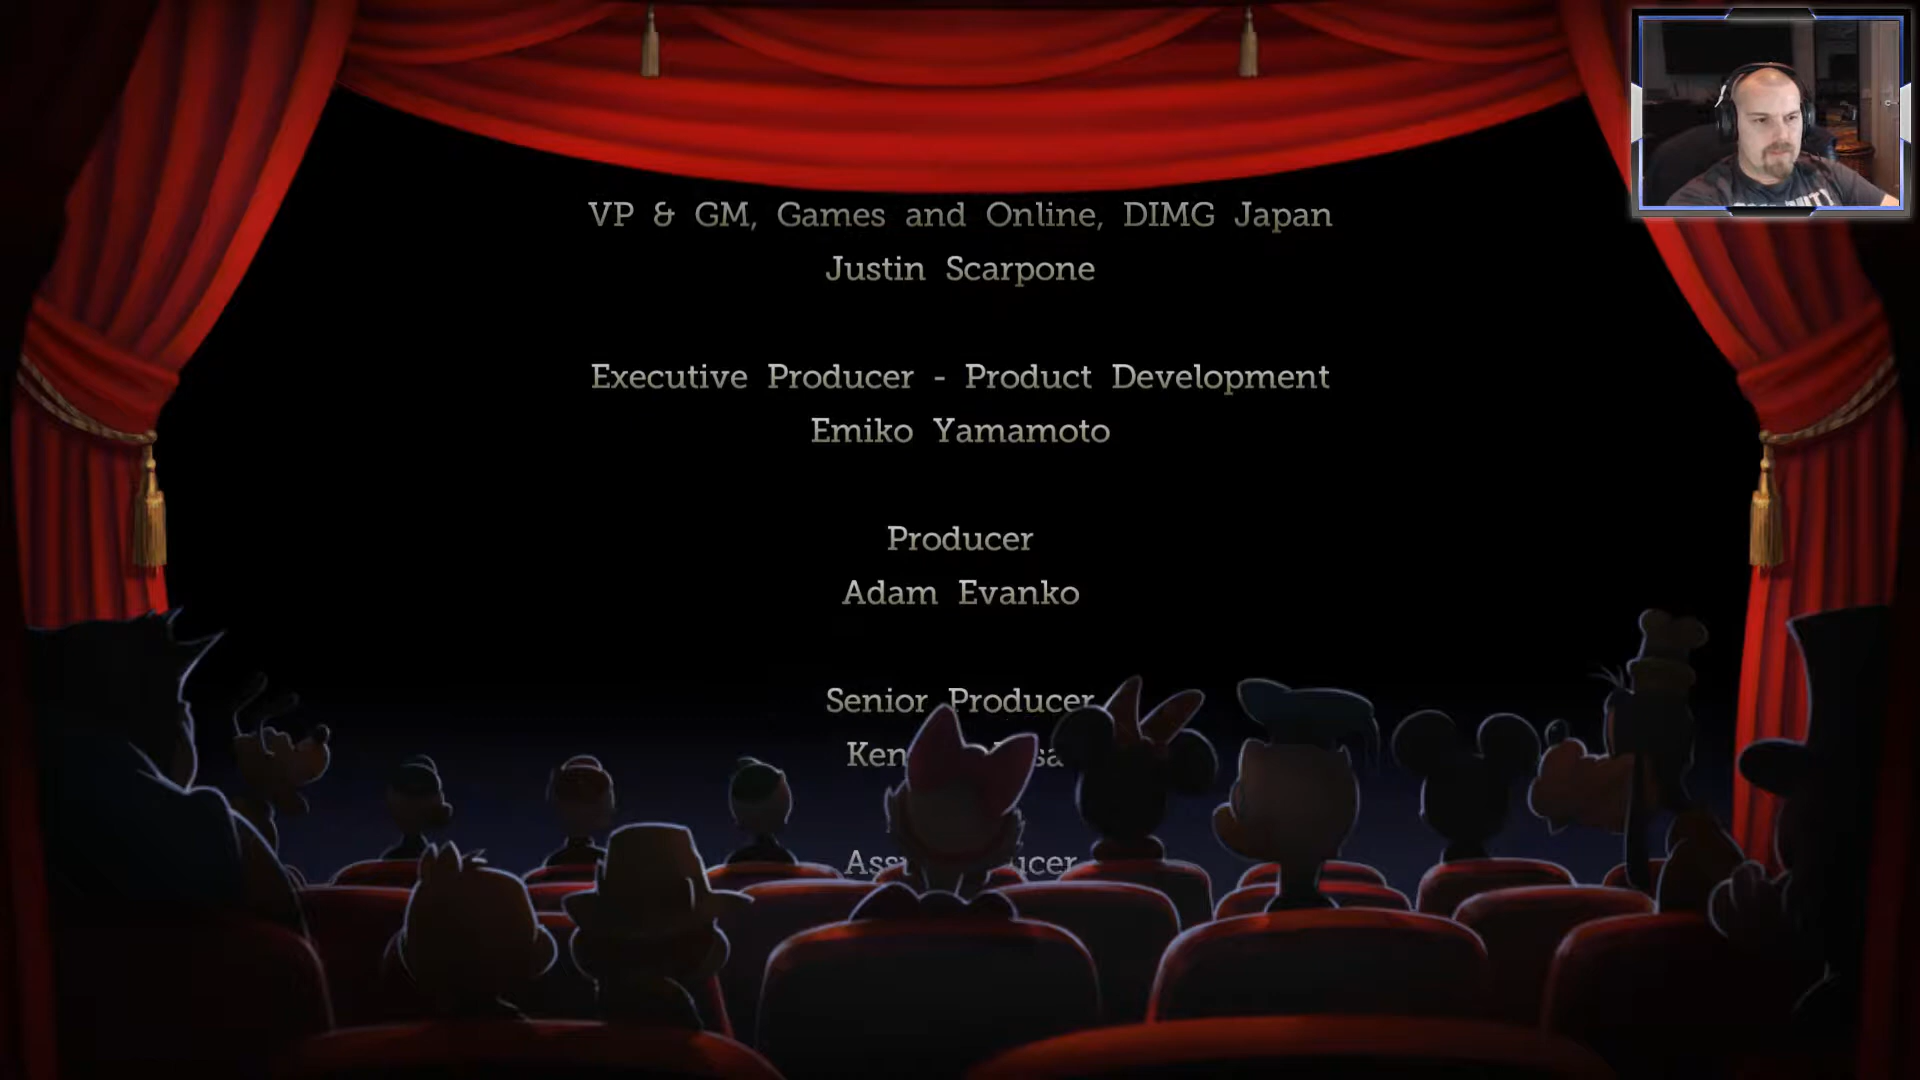 VP & GM, Games and Online, DIMG Japan
Justin Scarpone
Executive Producer - Product Development
Emiko Yamamoto
Producer
Adam Evanko
Senior Producer